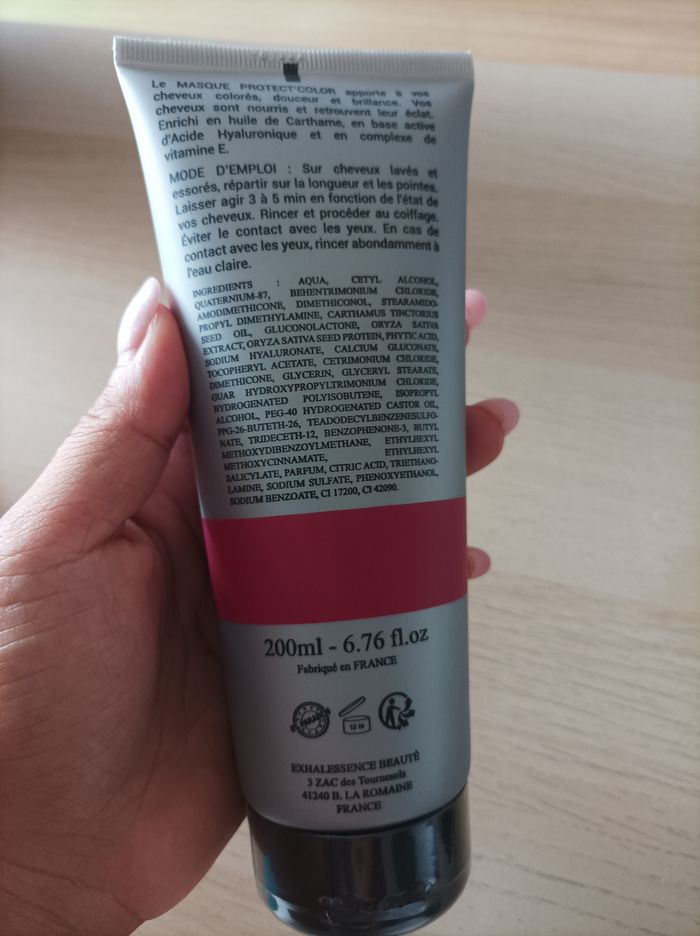 Le MASQUE PROTECT'COLOR apporte à vos
cheveux colorés, douceur et brillance. Vos
cheveux sont nourris et retrouvent leur éclat.
Enrichi en huile de Carthame, en base active
d'Acide Hyaluronique et en complexe de
vitamine E.
MODE D'EMPLOI : Sur cheveux lavés et
essorés, répartir sur la longueur et les pointes.
Laisser agir 3 à 5 min en fonction de l'état de
vos cheveux. Rincer et procéder au coiffage.
Éviter le contact avec les yeux. En cas de
contact avec les yeux, rincer abondamment à
l'eau claire.
INGREDIENTS : AQUA, CETYL ALCOHOL,
QUATERNIUM-87, BEHENTRIMONIUM CHLORIDE,
AMODIMETHICONE, DIMETHICONOL, STEARAMIDO-
PROPYL DIMETHYLAMINE, CARTHAMUS TINCTORIUS
SEED OIL, GLUCONOLACTONE, ORYZA SATIVA
EXTRACT, ORYZA SATIVA SEED PROTEIN, PHYTIC ACID,
SODIUM HYALURONATE, CALCIUM GLUCONATE,
TOCOPHERYL ACETATE, CETRIMONIUM CHLORIDE,
DIMETHICONE, GLYCERIN, GLYCERYL STEARATE,
GUAR HYDROXYPROPYLTRIMONIUM CHLORIDE,
HYDROGENATED POLYISOBUTENE, ISOPROPYL
ALCOHOL, PEG-40 HYDROGENATED CASTOR OIL,
PPG-26-BUTETH-26, TEADODECYLBENZENESULFO-
NATE, TRIDECETH-12, BENZOPHENONE-3, BUTYL
METHOXYDIBENZOYLMETHANE, ETHYLHEXYL
METHOXYCINNAMATE, ETHYLHEXYL
SALICYLATE, PARFUM, CITRIC ACID, TRIETHANO-
LAMINE, SODIUM SULFATE, PHENOXYETHANOL,
SODIUM BENZOATE, CI 17200, CI 42090.
200ml - 6.76 fl.oz
Fabriqué en FRANCE
12 M
EXHALESSENCE BEAUTÉ
3 ZAC des Tournesols
41240 B. LA ROMAINE
FRANCE